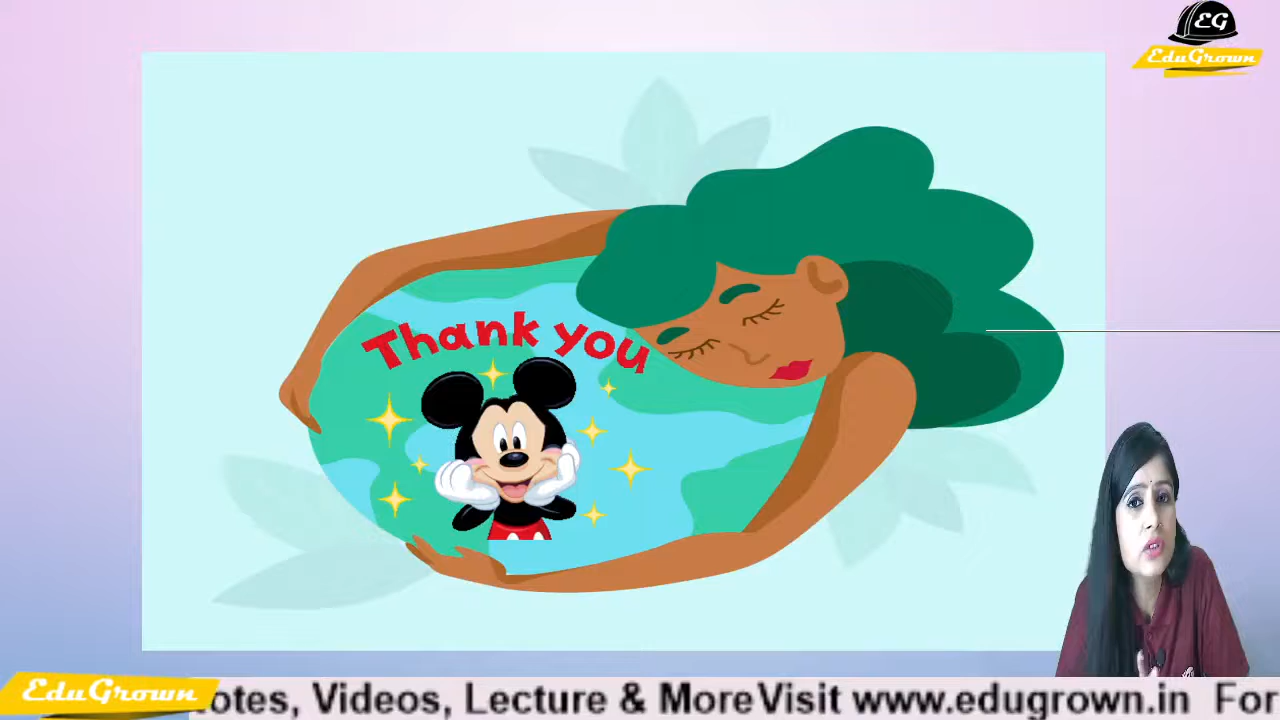 EG
EduGrown
Thank you
EduGrown
otes, Videos, Lecture & More Visit www.edugrown.in For